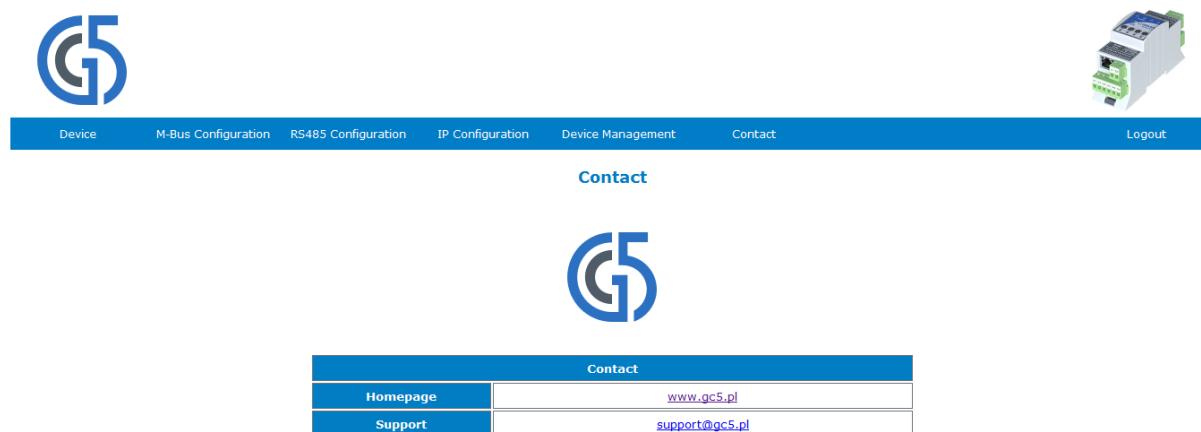 Device M-Bus Configuration RS485 Configuration IP Configuration Device Management Contact Logout
Contact
Contact
Homepage www.gc5.pl
Support support@gc5.pl